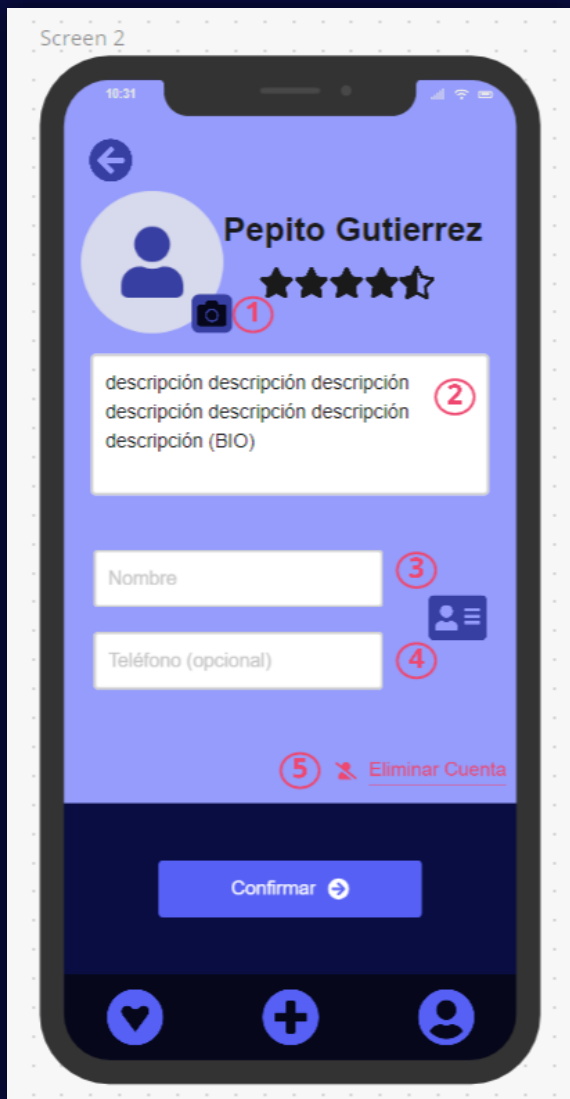 Screen 2
10:31
Pepito Gutierrez
1
descripción descripción descripción
descripción descripción descripción
descripción (BIO)
2
Nombre
3
Teléfono (opcional)
4
5 Eliminar Cuenta
Confirmar